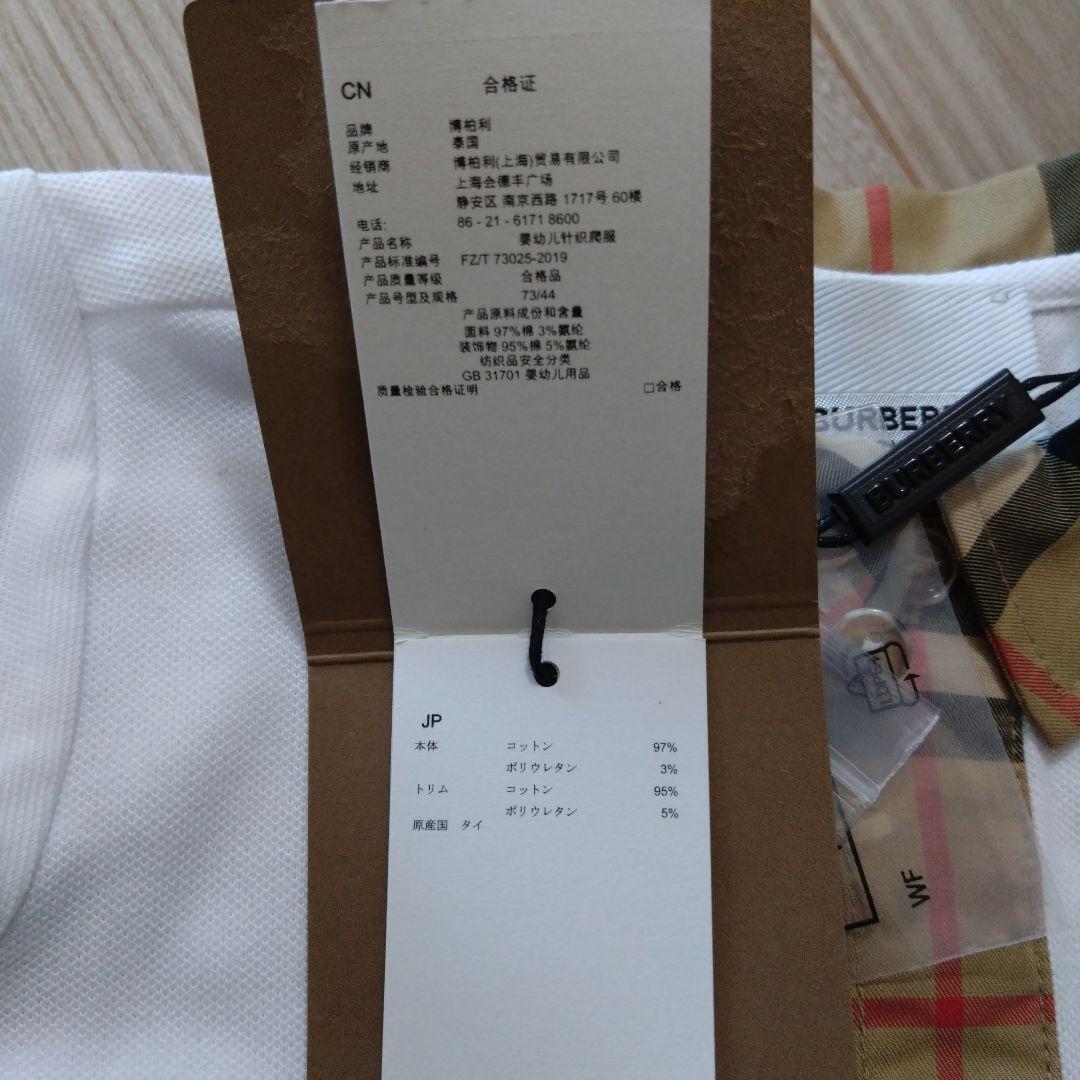 CN 合格证
品牌 博柏利
原产地 泰国
经销商 博柏利(上海)贸易有限公司
地址 上海会德丰广场
静安区 南京西路 1717号 60楼
电话: 86 - 21 - 6171 8600
产品名称 婴幼儿针织爬服
产品标准编号 FZ/T 73025-2019
产品质量等级 合格品
产品号型及规格 73/44
产品原料成份和含量
面料 97%棉 3%氨纶
装饰物 95%棉 5%氨纶
纺织品安全分类
GB 31701 婴幼儿用品
质量检验合格证明 □合格
JP
本体 コットン 97%
ポリウレタン 3%
トリム コットン 95%
ポリウレタン 5%
原産国 タイ
BURBER
BURBERRY
WF